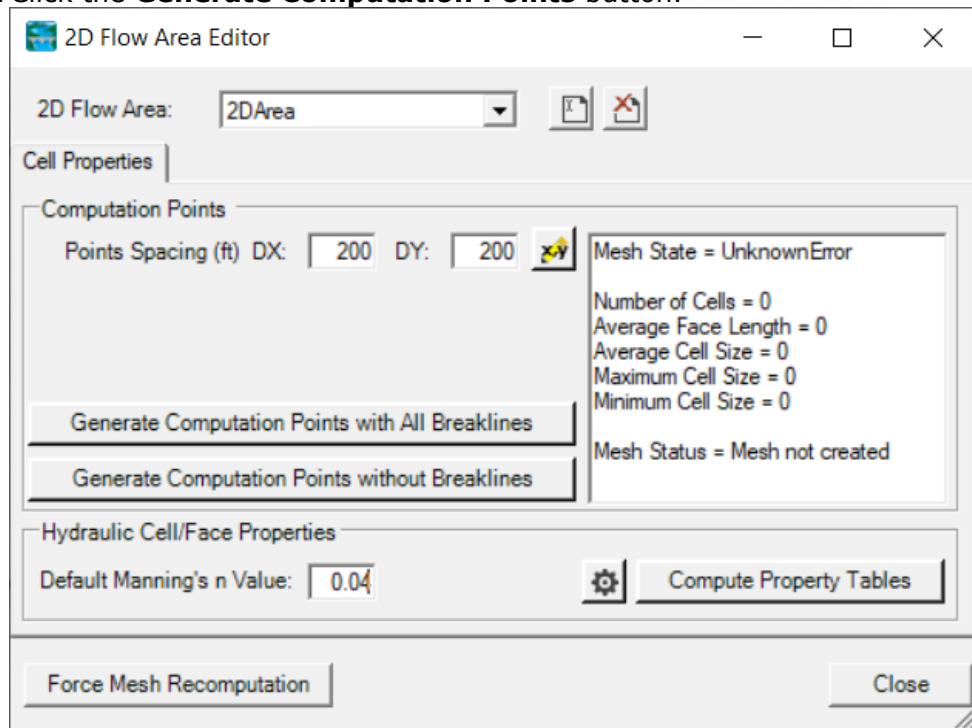 Click the Generate Computation Points button.
2D Flow Area Editor
2D Flow Area: 2DArea
Cell Properties
Computation Points
Points Spacing (ft) DX: 200 DY: 200
Mesh State = UnknownError
Number of Cells = 0
Average Face Length = 0
Average Cell Size = 0
Maximum Cell Size = 0
Minimum Cell Size = 0
Mesh Status = Mesh not created
Generate Computation Points with All Breaklines
Generate Computation Points without Breaklines
Hydraulic Cell/Face Properties
Default Manning's n Value: 0.04
Compute Property Tables
Force Mesh Recomputation
Close